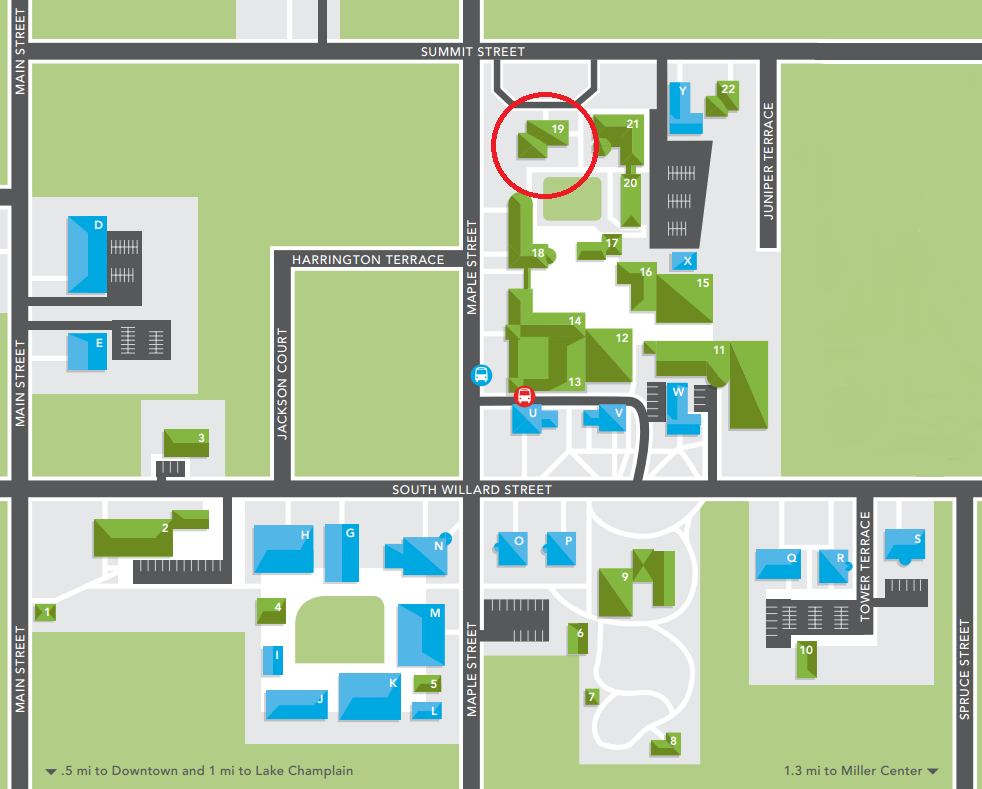 MAIN STREET
SUMMIT STREET
Y
22
19
21
JUNIPER TERRACE
20
D
MAPLE STREET
17
18
HARRINGTON TERRACE
X
16
15
14
12
MAIN STREET
E
JACKSON COURT
11
13
W
U
V
3
SOUTH WILLARD STREET
2
H
G
N
O
P
TOWER TERRACE
S
Q
R
9
1
4
M
6
MAIN STREET
MAPLE STREET
SPRUCE STREET
I
10
K
5
J
L
7
8
.5 mi to Downtown and 1 mi to Lake Champlain
1.3 mi to Miller Center